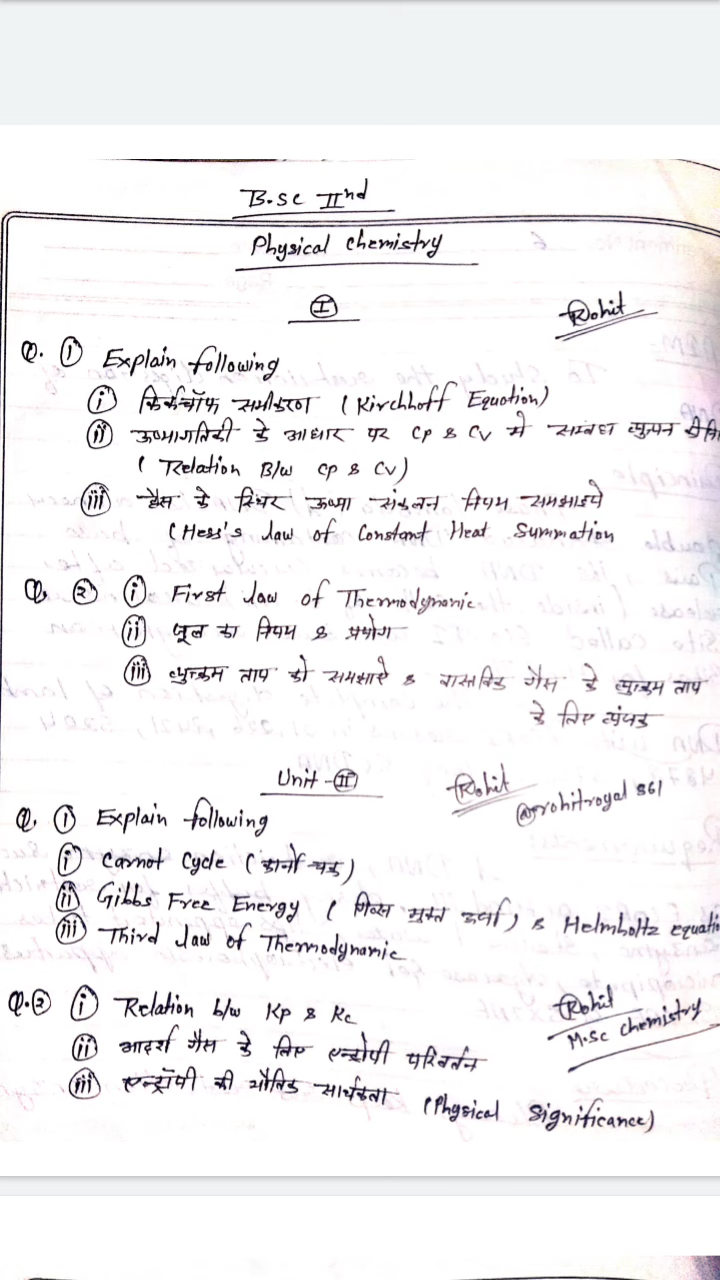 B.sc IInd
Physical Chemistry
I
Rohit
Q. 1 Explain following
i किर्कचॉफ समीकरण (Kirchhoff Equation)
ii ऊष्मागतिकी के आधार पर Cp & Cv में सम्बंध व्युत्पन्न
( Relation B/w Cp & Cv)
iii हैस के स्थिर ऊष्मा संकलन नियम समझाइये
(Hess's law of Constant Heat Summation
Q. 2 i First law of Thermodynamic
ii जूल का नियम & प्रयोग
iii व्युत्क्रम ताप को समझाये & वास्तविक गैस के व्युत्क्रम ताप
के लिए व्यंजक
Unit - II
Rohit
@rohitroyal 861
Q. 1 Explain following
i Carnot Cycle (कार्नो चक्र)
ii Gibbs Free Energy ( गिब्स मुक्त ऊर्जा) & Helmholtz equati
iii Third law of Thermodynamic
Q.2 i Relation b/w Kp & Kc
ii आदर्श गैस के लिए एन्ट्रोपी परिवर्तन
iii एन्ट्रॉपी की भौतिक सार्थकता (Physical Significance)
Rohit
M.sc chemistry